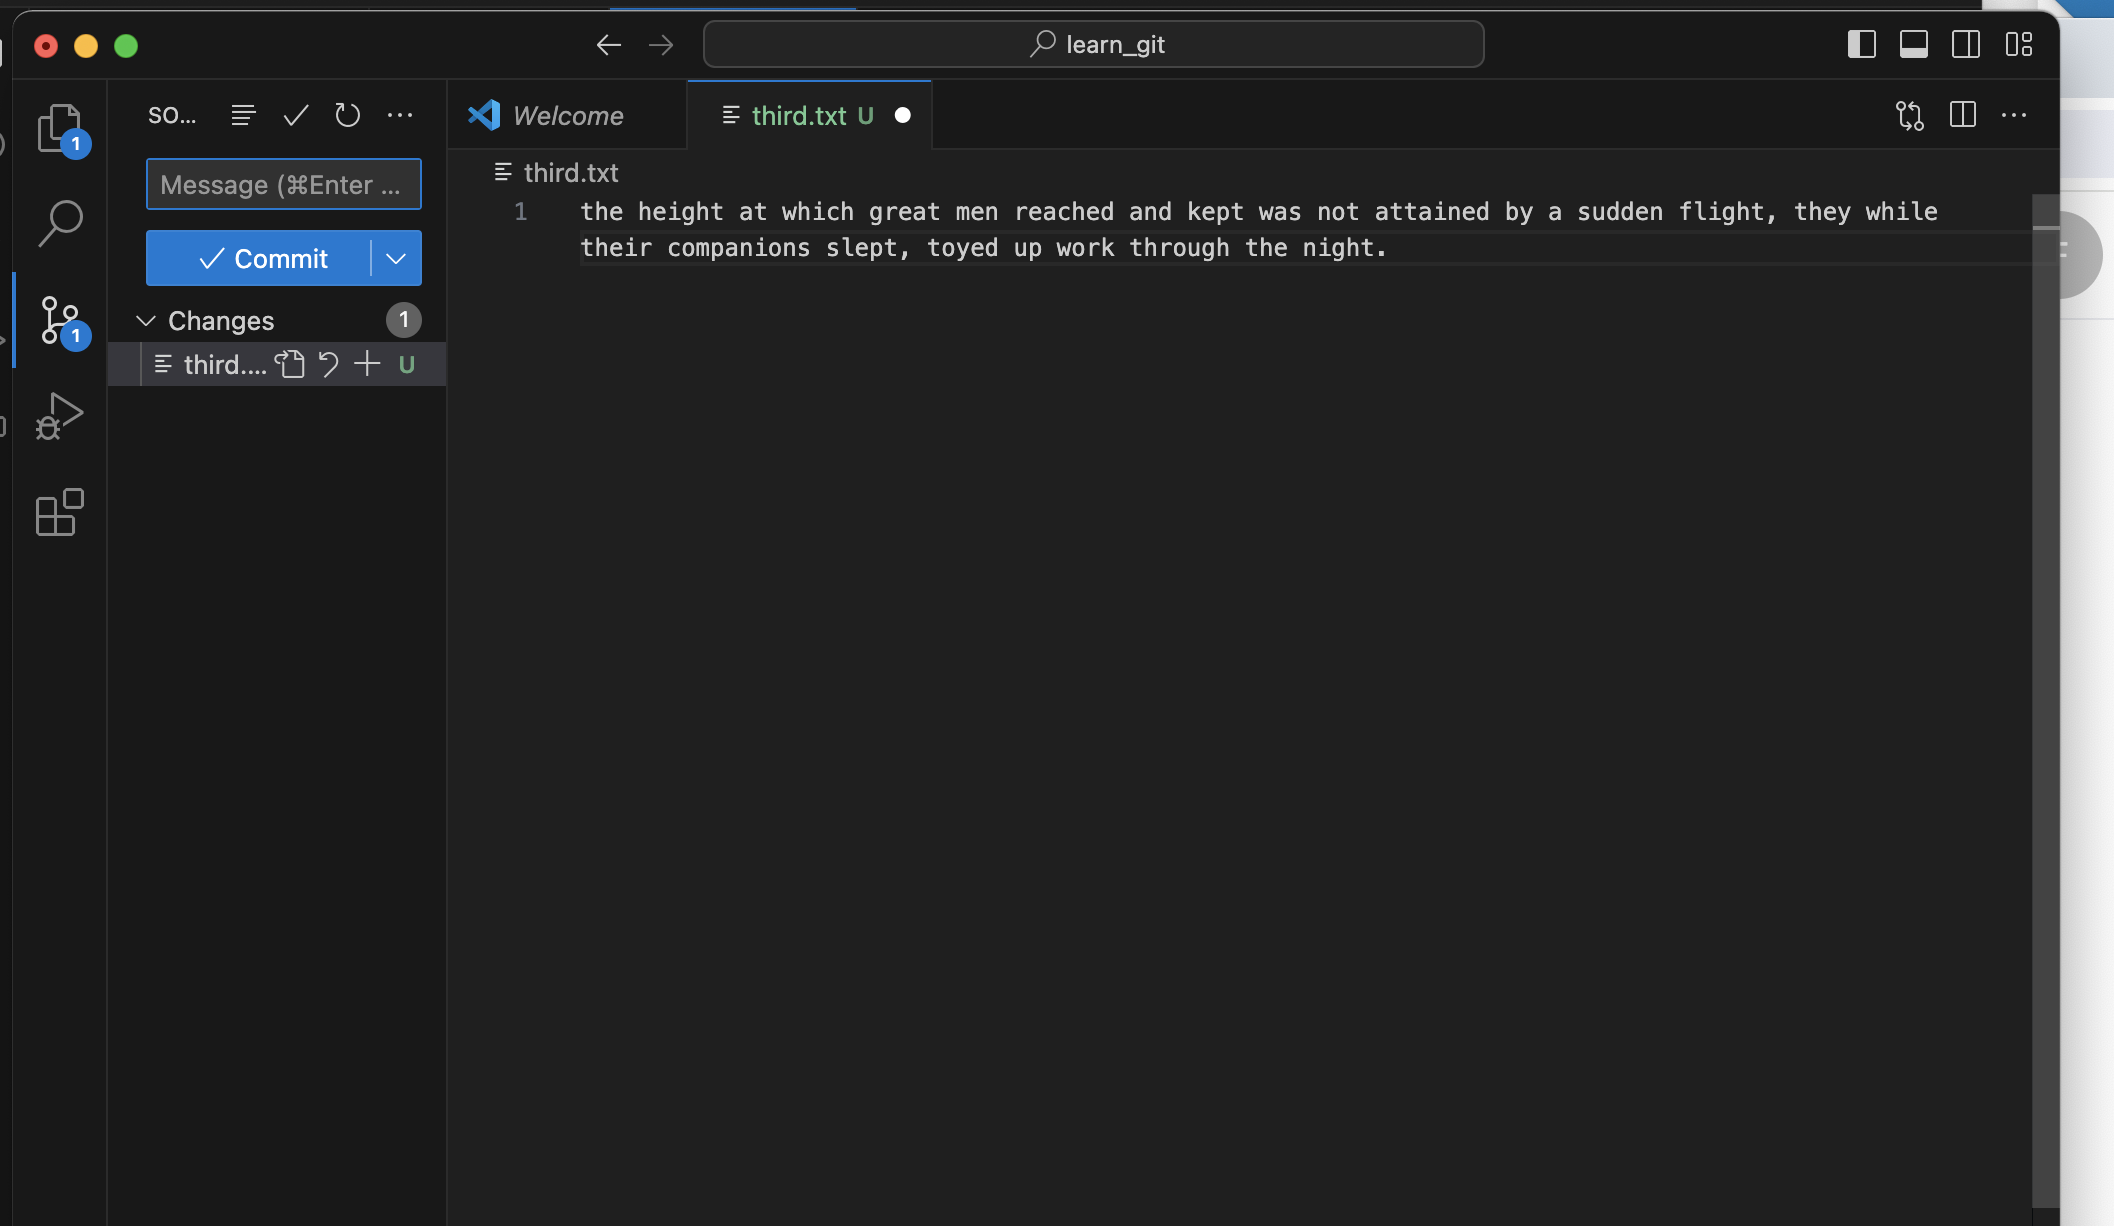 learn_git
SO...
Welcome
third.txt U
1
Message (⌘Enter ...
third.txt
1 the height at which great men reached and kept was not attained by a sudden flight, they while
their companions slept, toyed up work through the night.
Commit
Changes 1
1
third.... U